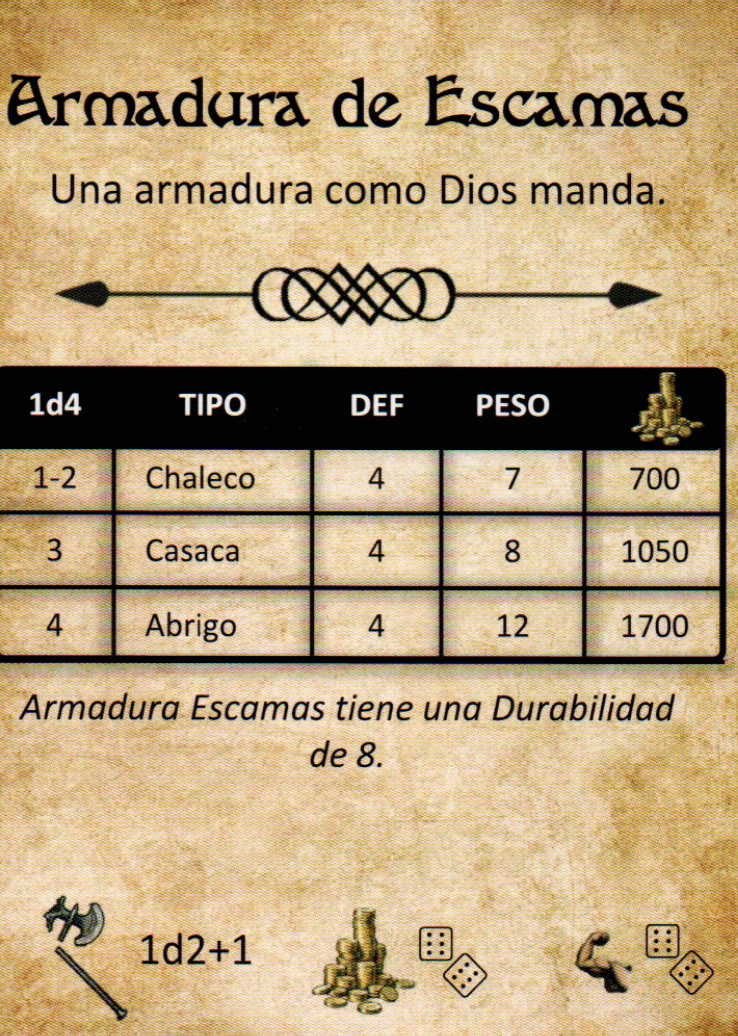 Armadura de Escamas
Una armadura como Dios manda.
1d4 TIPO DEF PESO
1-2 Chaleco 4 7 700
3 Casaca 4 8 1050
4 Abrigo 4 12 1700
Armadura Escamas tiene una Durabilidad
de 8.
1d2+1